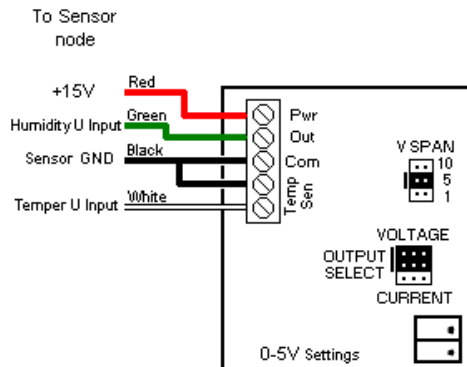 To Sensor
node
+15V Red
Humidity U Input Green
Sensor GND Black
Temper U Input White
Pwr
Out
Com
Temp
Sen
V SPAN
10
5
1
VOLTAGE
OUTPUT
SELECT
CURRENT
0-5V Settings